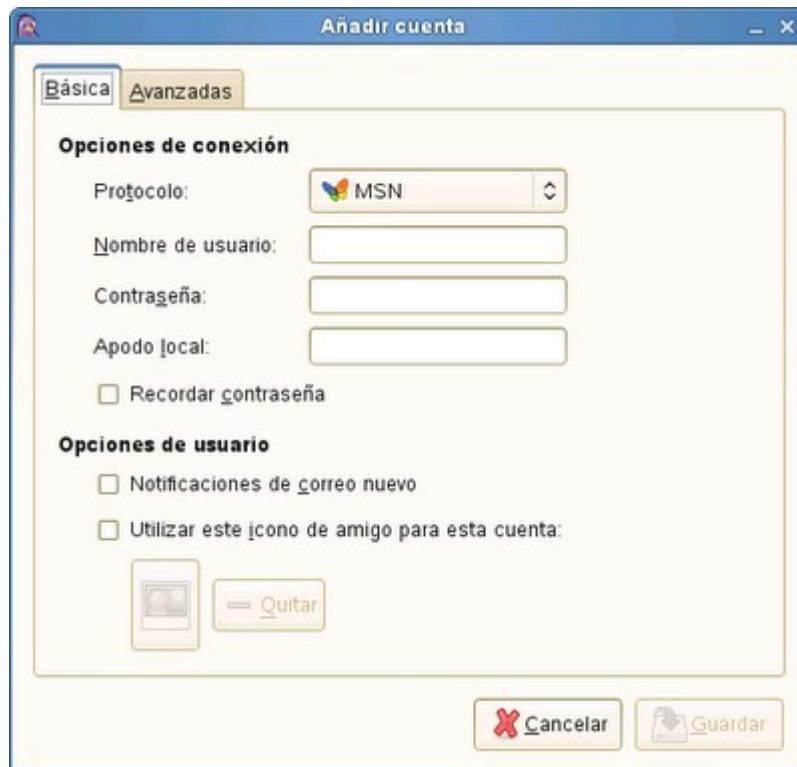 Añadir cuenta
Básica Avanzadas
Opciones de conexión
Protocolo: MSN
Nombre de usuario:
Contraseña:
Apodo local:
Recordar contraseña
Opciones de usuario
Notificaciones de correo nuevo
Utilizar este icono de amigo para esta cuenta:
Quitar
Cancelar Guardar